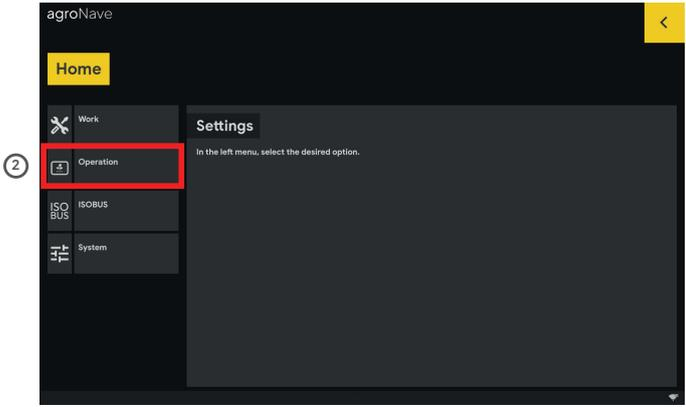 agroNave
Home
Work
Settings
In the left menu, select the desired option.
2
Operation
ISO
BUS
ISOBUS
System